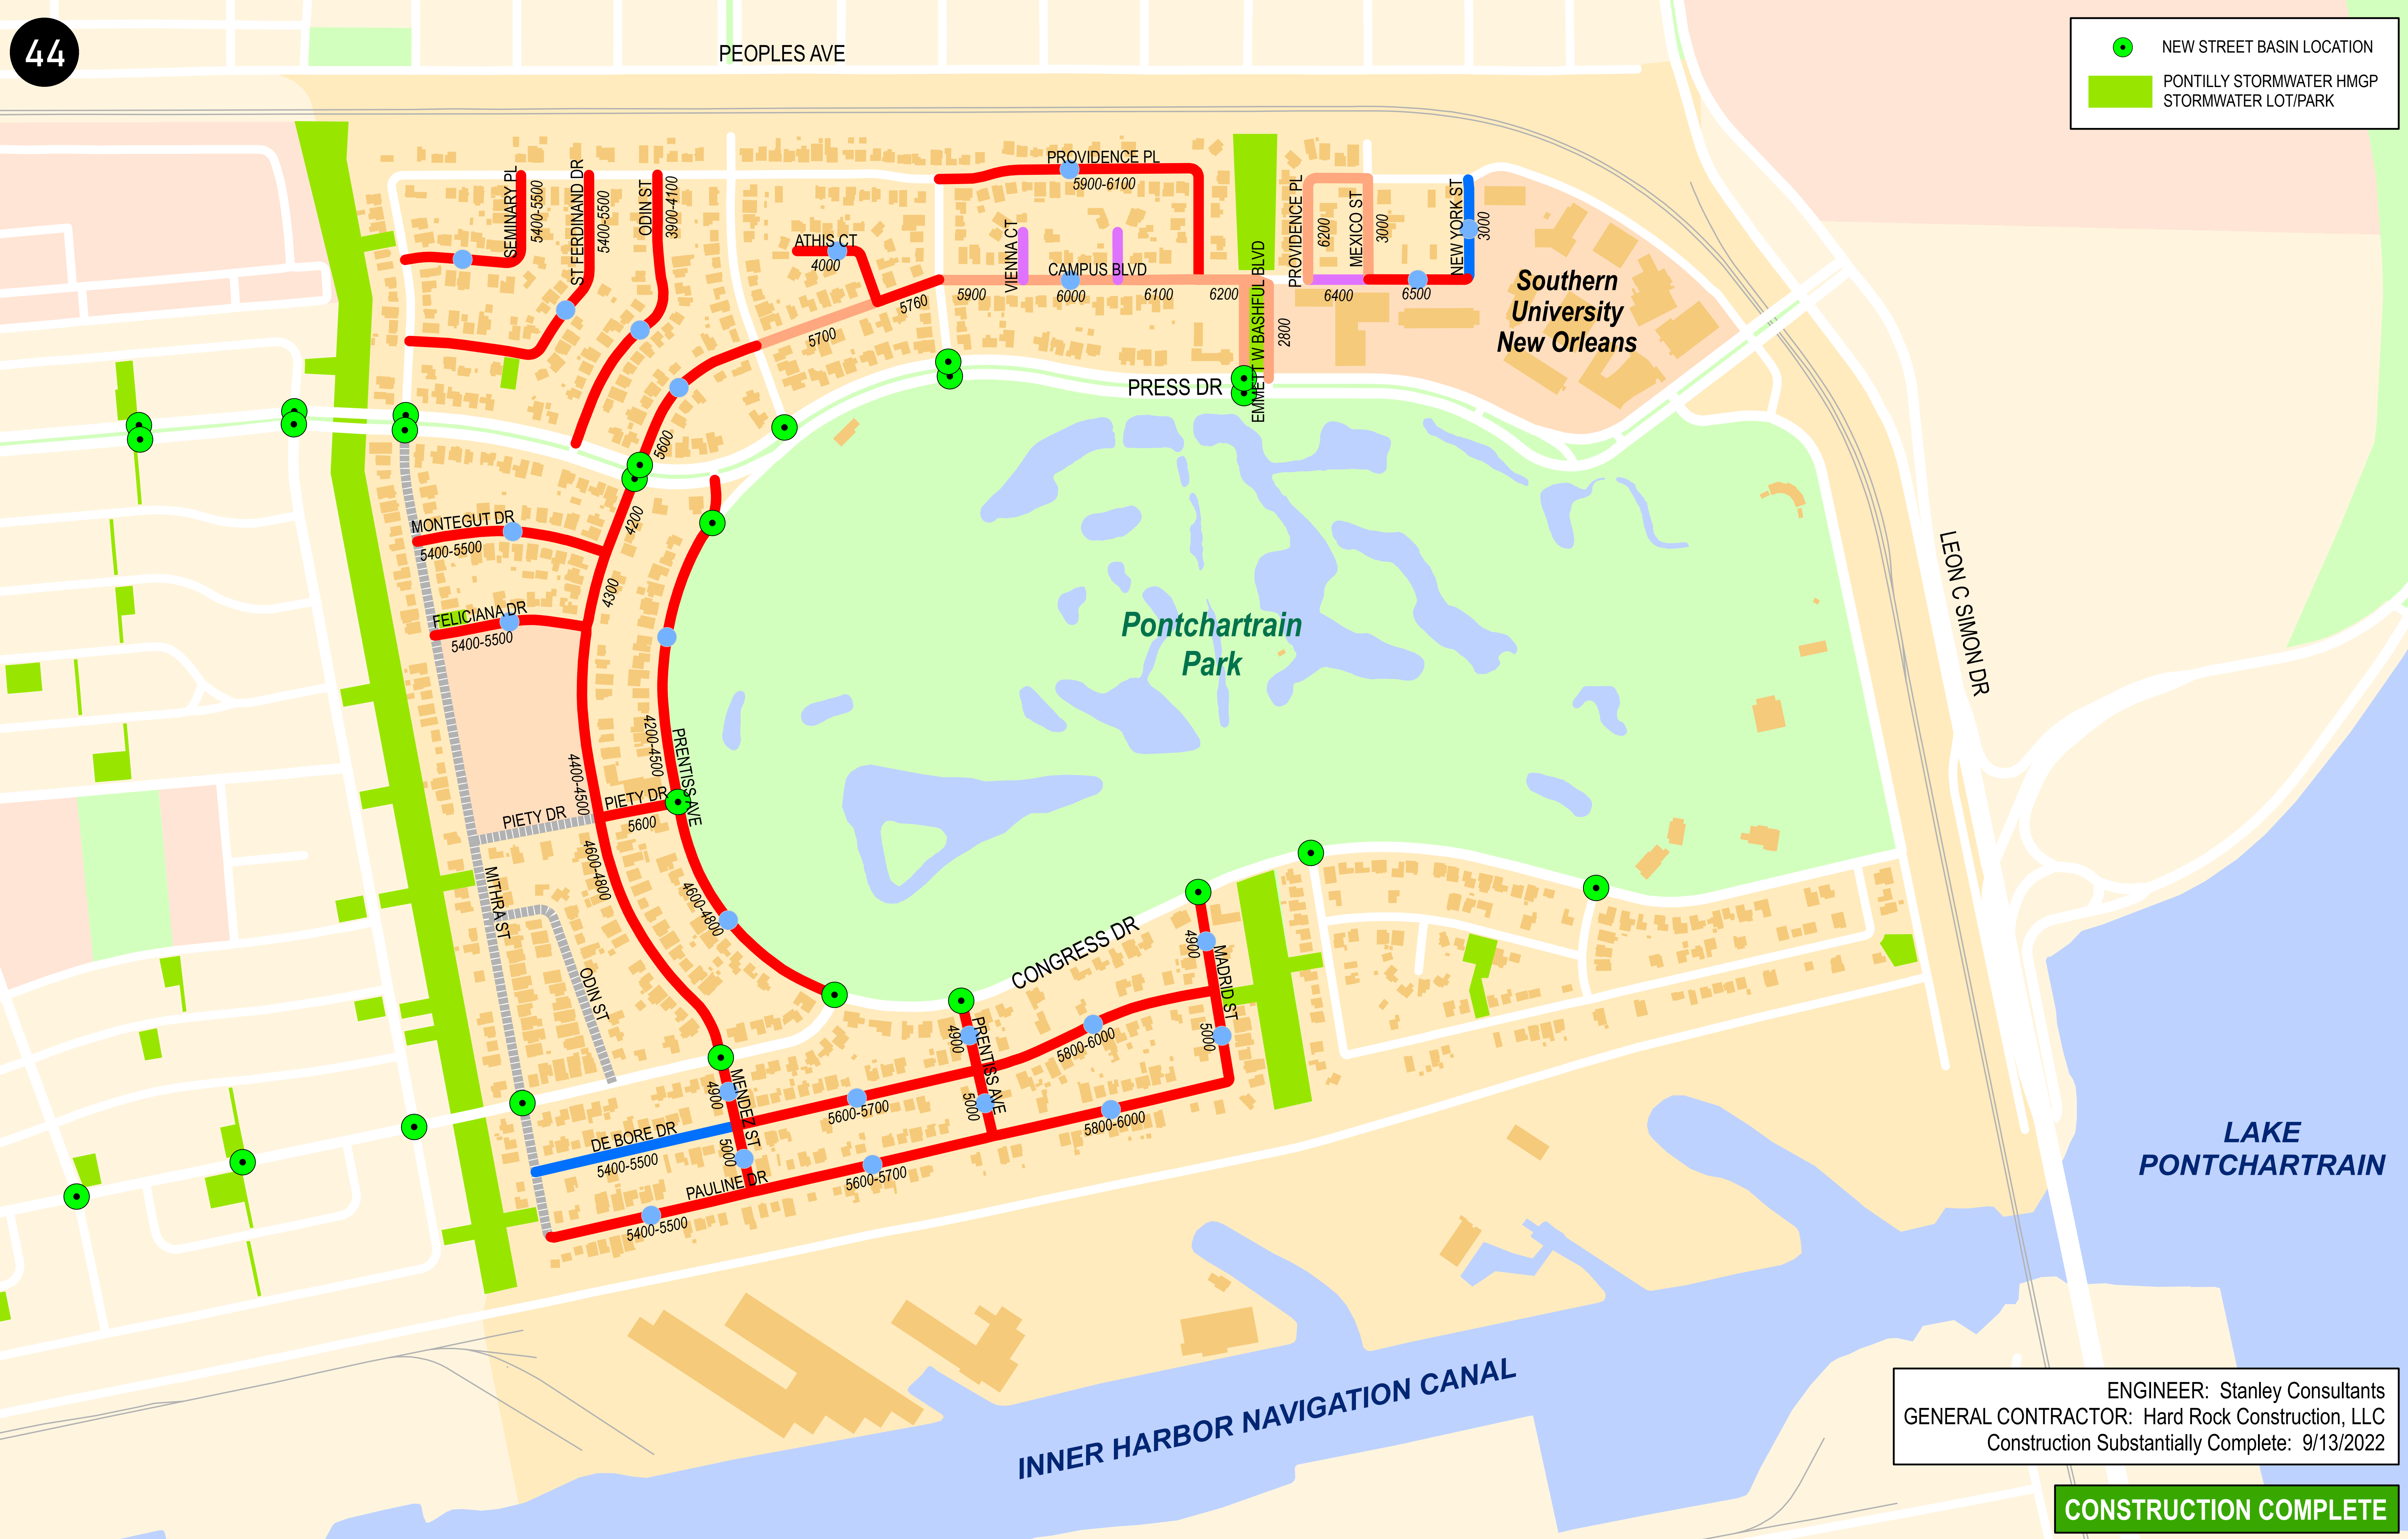 44
PEOPLES AVE
NEW STREET BASIN LOCATION
PONTILLY STORMWATER HMGP
STORMWATER LOT/PARK
SEMINARY PL
5400-5500
ST FERDINAND DR
5400-5500
ODIN ST
3900-4100
ATHIS CT
4000
PROVIDENCE PL
5900-6100
VIENNA CT
CAMPUS BLVD
5700
5760
5900
6000
6100
6200
EMMETT W BASHFUL BLVD
2800
PROVIDENCE PL
6200
MEXICO ST
3000
NEW YORK ST
3000
6400
6500
Southern
University
New Orleans
PRESS DR
5600
4200
MONTEGUT DR
5400-5500
4300
FELICIANA DR
5400-5500
Pontchartrain
Park
LEON C SIMON DR
4200-4500
PRENTISS AVE
4400-4500
PIETY DR
PIETY DR
5600
4600-4800
4600-4800
MITHRA ST
ODIN ST
CONGRESS DR
4900
MADRID ST
5000
4900
PRENTISS AVE
5000
5800-6000
4900
MENDEZ ST
5000
5600-5700
DE BORE DR
5400-5500
5800-6000
PAULINE DR
5600-5700
5400-5500
LAKE
PONTCHARTRAIN
INNER HARBOR NAVIGATION CANAL
ENGINEER: Stanley Consultants
GENERAL CONTRACTOR: Hard Rock Construction, LLC
Construction Substantially Complete: 9/13/2022
CONSTRUCTION COMPLETE